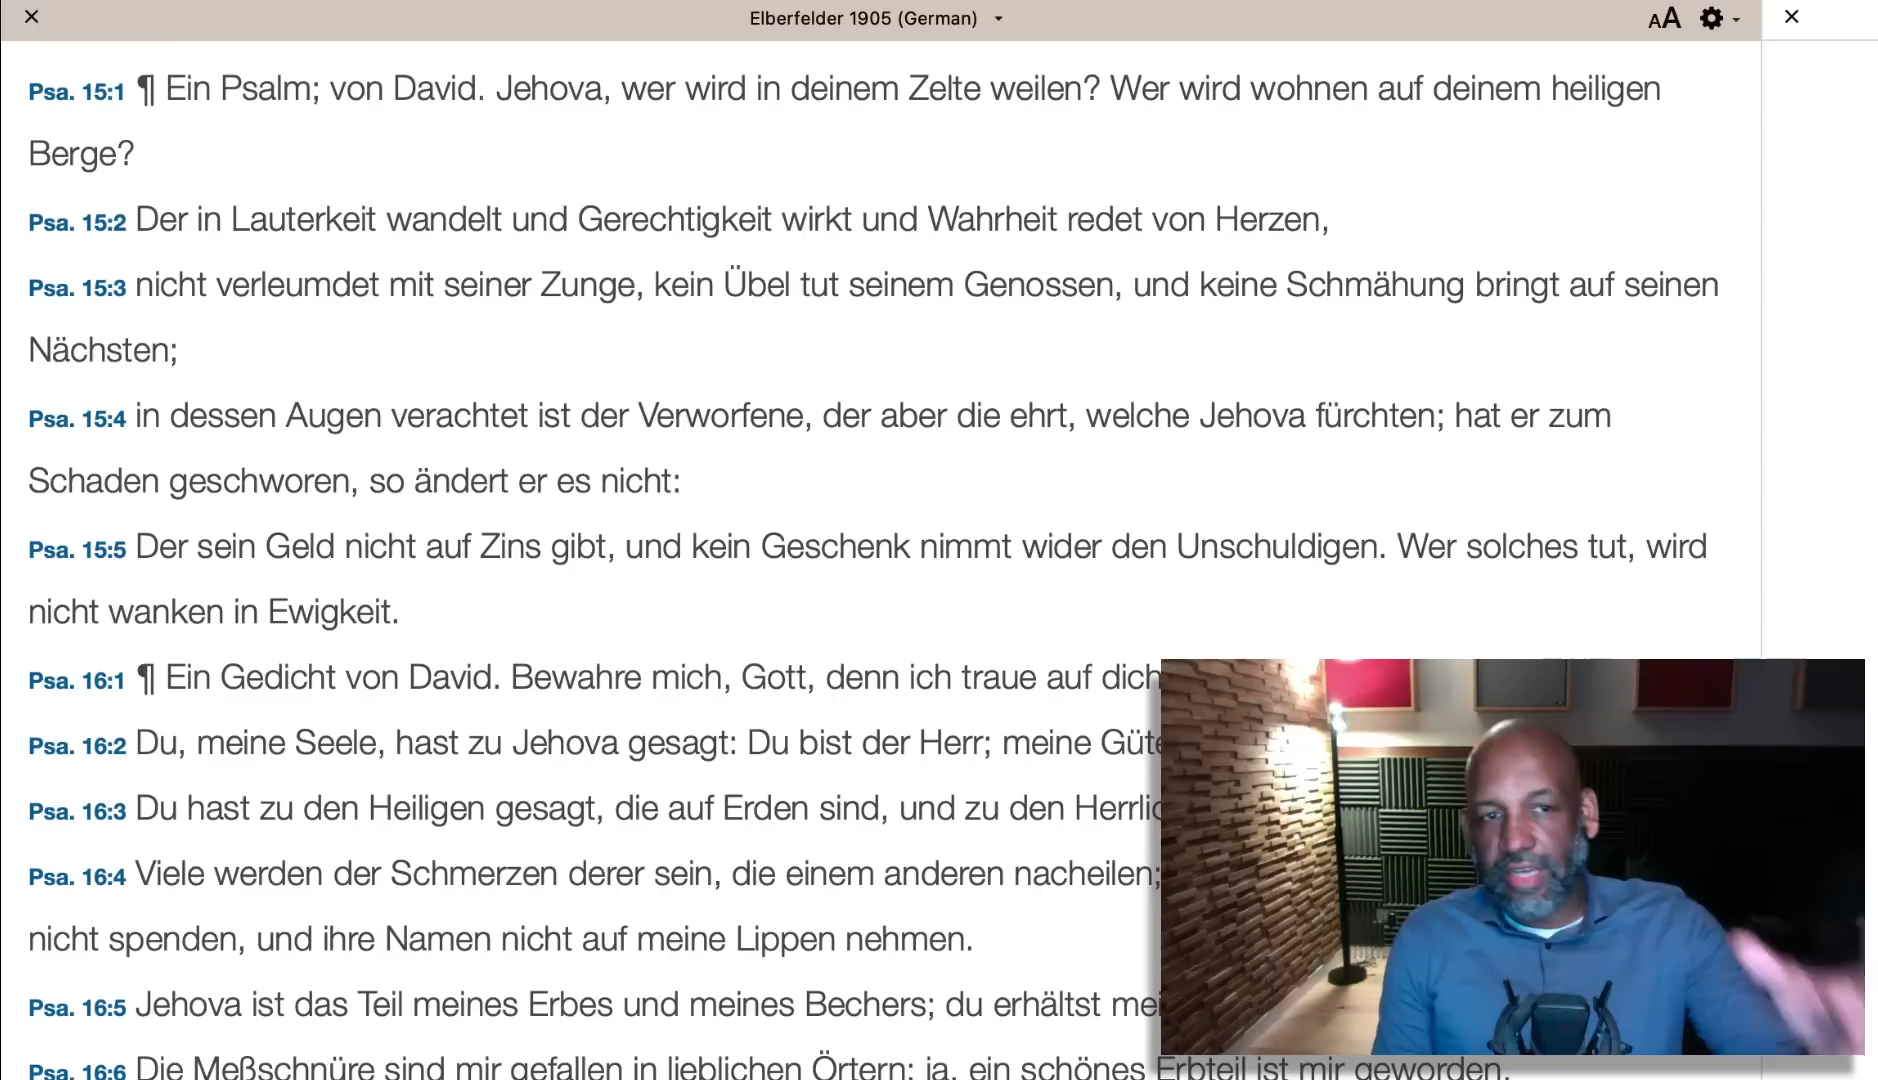 Elberfelder 1905 (German)
AA
Psa. 15:1 ¶ Ein Psalm; von David. Jehova, wer wird in deinem Zelte weilen? Wer wird wohnen auf deinem heiligen
Berge?
Psa. 15:2 Der in Lauterkeit wandelt und Gerechtigkeit wirkt und Wahrheit redet von Herzen,
Psa. 15:3 nicht verleumdet mit seiner Zunge, kein Übel tut seinem Genossen, und keine Schmähung bringt auf seinen
Nächsten;
Psa. 15:4 in dessen Augen verachtet ist der Verworfene, der aber die ehrt, welche Jehova fürchten; hat er zum
Schaden geschworen, so ändert er es nicht:
Psa. 15:5 Der sein Geld nicht auf Zins gibt, und kein Geschenk nimmt wider den Unschuldigen. Wer solches tut, wird
nicht wanken in Ewigkeit.
Psa. 16:1 ¶ Ein Gedicht von David. Bewahre mich, Gott, denn ich traue auf dich
Psa. 16:2 Du, meine Seele, hast zu Jehova gesagt: Du bist der Herr; meine
Psa. 16:3 Du hast zu den Heiligen gesagt, die auf Erden sind, und zu den
Psa. 16:4 Viele werden der Schmerzen derer sein, die einem anderen nacheilen;
nicht spenden, und ihre Namen nicht auf meine Lippen nehmen.
Psa. 16:5 Jehova ist das Teil meines Erbes und meines Bechers; du erhältst
Psa. 16:6 Die Meßschnüre sind mir gefallen in lieblichen Örtern; ja, ein schönes Erbteil ist mir geworden.